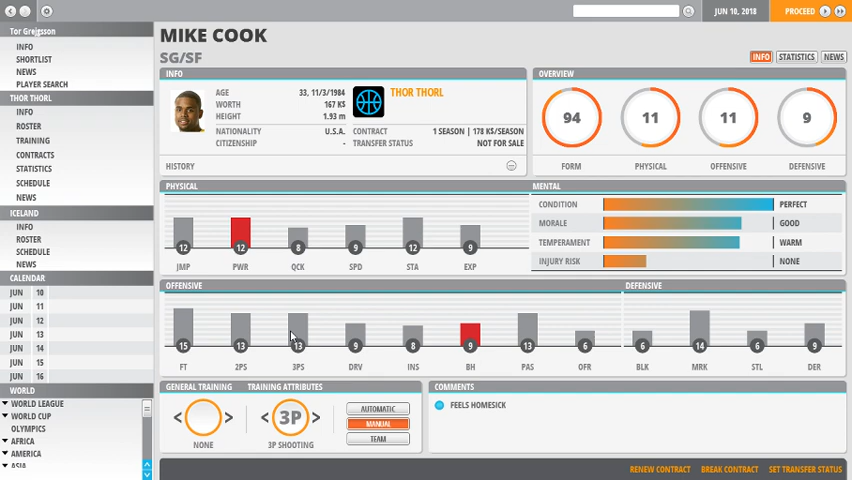 JUN 10, 2018
PROCEED
Tor Grejgsson
INFO
SHORTLIST
NEWS
PLAYER SEARCH
THOR THORL
INFO
ROSTER
TRAINING
CONTRACTS
STATISTICS
SCHEDULE
NEWS
ICELAND
INFO
ROSTER
SCHEDULE
NEWS
CALENDAR
JUN 10
JUN 11
JUN 12
JUN 13
JUN 14
JUN 15
JUN 16
WORLD
WORLD LEAGUE
WORLD CUP
OLYMPICS
AFRICA
AMERICA
ASIA
MIKE COOK
SG/SF
INFO STATISTICS NEWS
INFO
AGE 33, 11/3/1984
WORTH 167 K$
HEIGHT 1.93 m
NATIONALITY U.S.A.
CITIZENSHIP -
THOR THORL
CONTRACT 1 SEASON | 178 K$/SEASON
TRANSFER STATUS NOT FOR SALE
HISTORY
OVERVIEW
94 11 11 9
FORM PHYSICAL OFFENSIVE DEFENSIVE
PHYSICAL
12 12 8 9 12 9
JMP PWR QCK SPD STA EXP
MENTAL
CONDITION PERFECT
MORALE GOOD
TEMPERAMENT WARM
INJURY RISK NONE
OFFENSIVE
15 13 13 9 8 9 13 6
FT 2PS 3PS DRV INS BH PAS OFR
DEFENSIVE
6 14 6 9
BLK MRK STL DER
GENERAL TRAINING TRAINING ATTRIBUTES
< > < 3P >
NONE 3P SHOOTING
AUTOMATIC
MANUAL
TEAM
COMMENTS
FEELS HOMESICK
RENEW CONTRACT BREAK CONTRACT SET TRANSFER STATUS